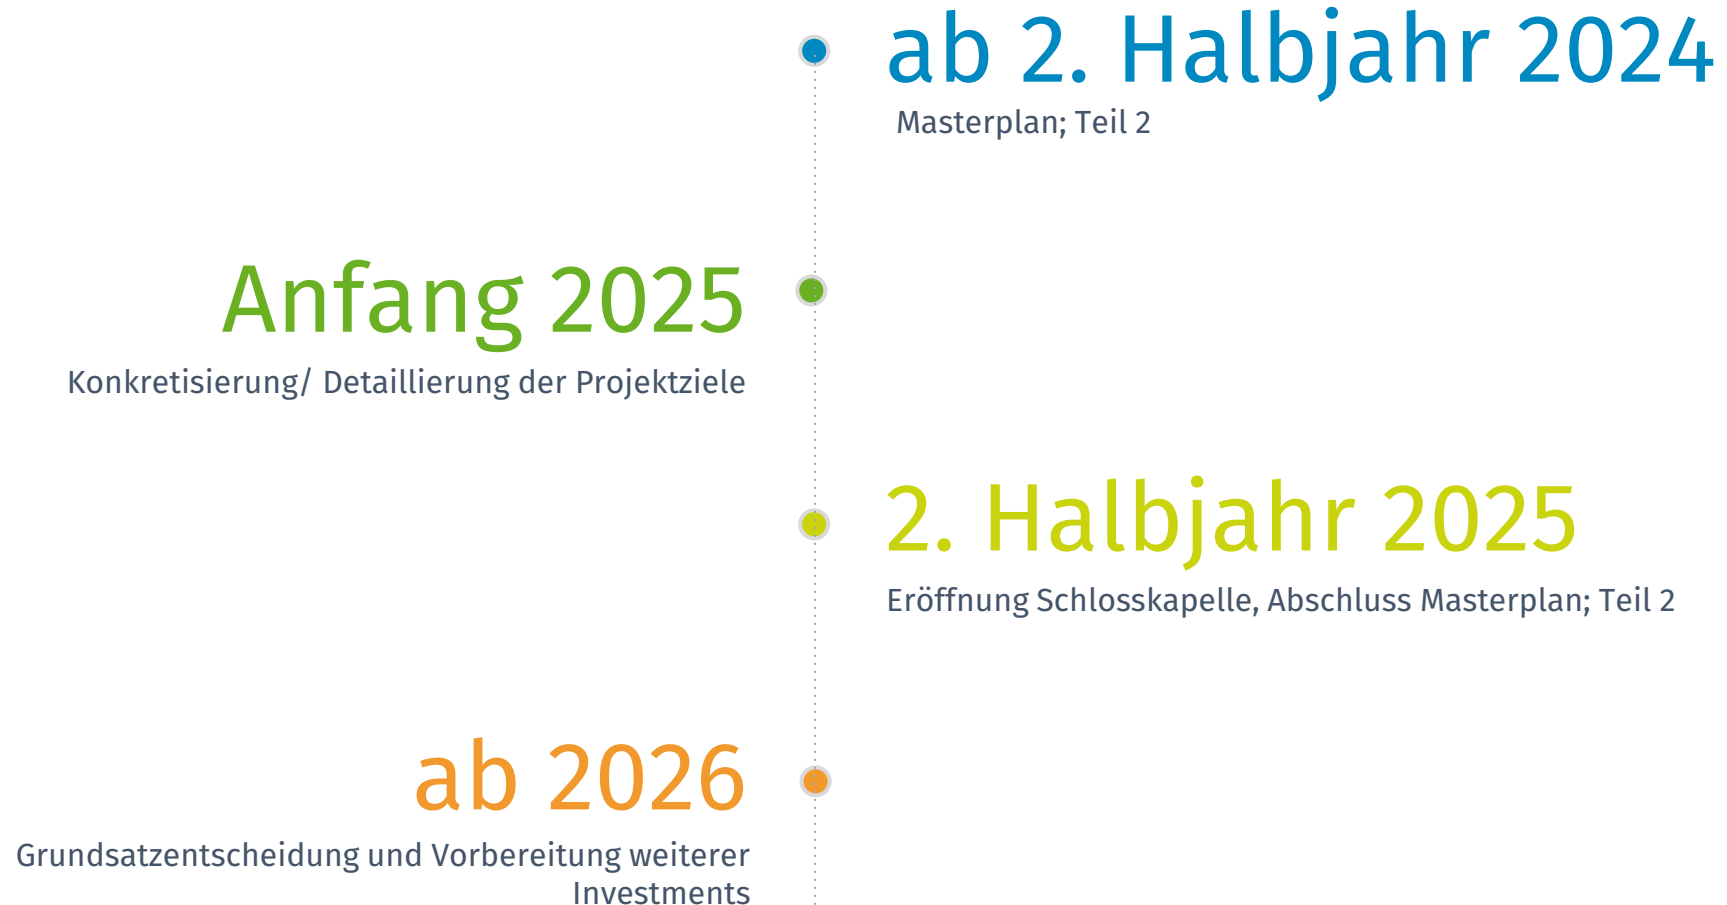 ab 2. Halbjahr 2024
Masterplan; Teil 2
Anfang 2025
Konkretisierung/ Detaillierung der Projektziele
2. Halbjahr 2025
Eröffnung Schlosskapelle, Abschluss Masterplan; Teil 2
ab 2026
Grundsatzentscheidung und Vorbereitung weiterer
Investments